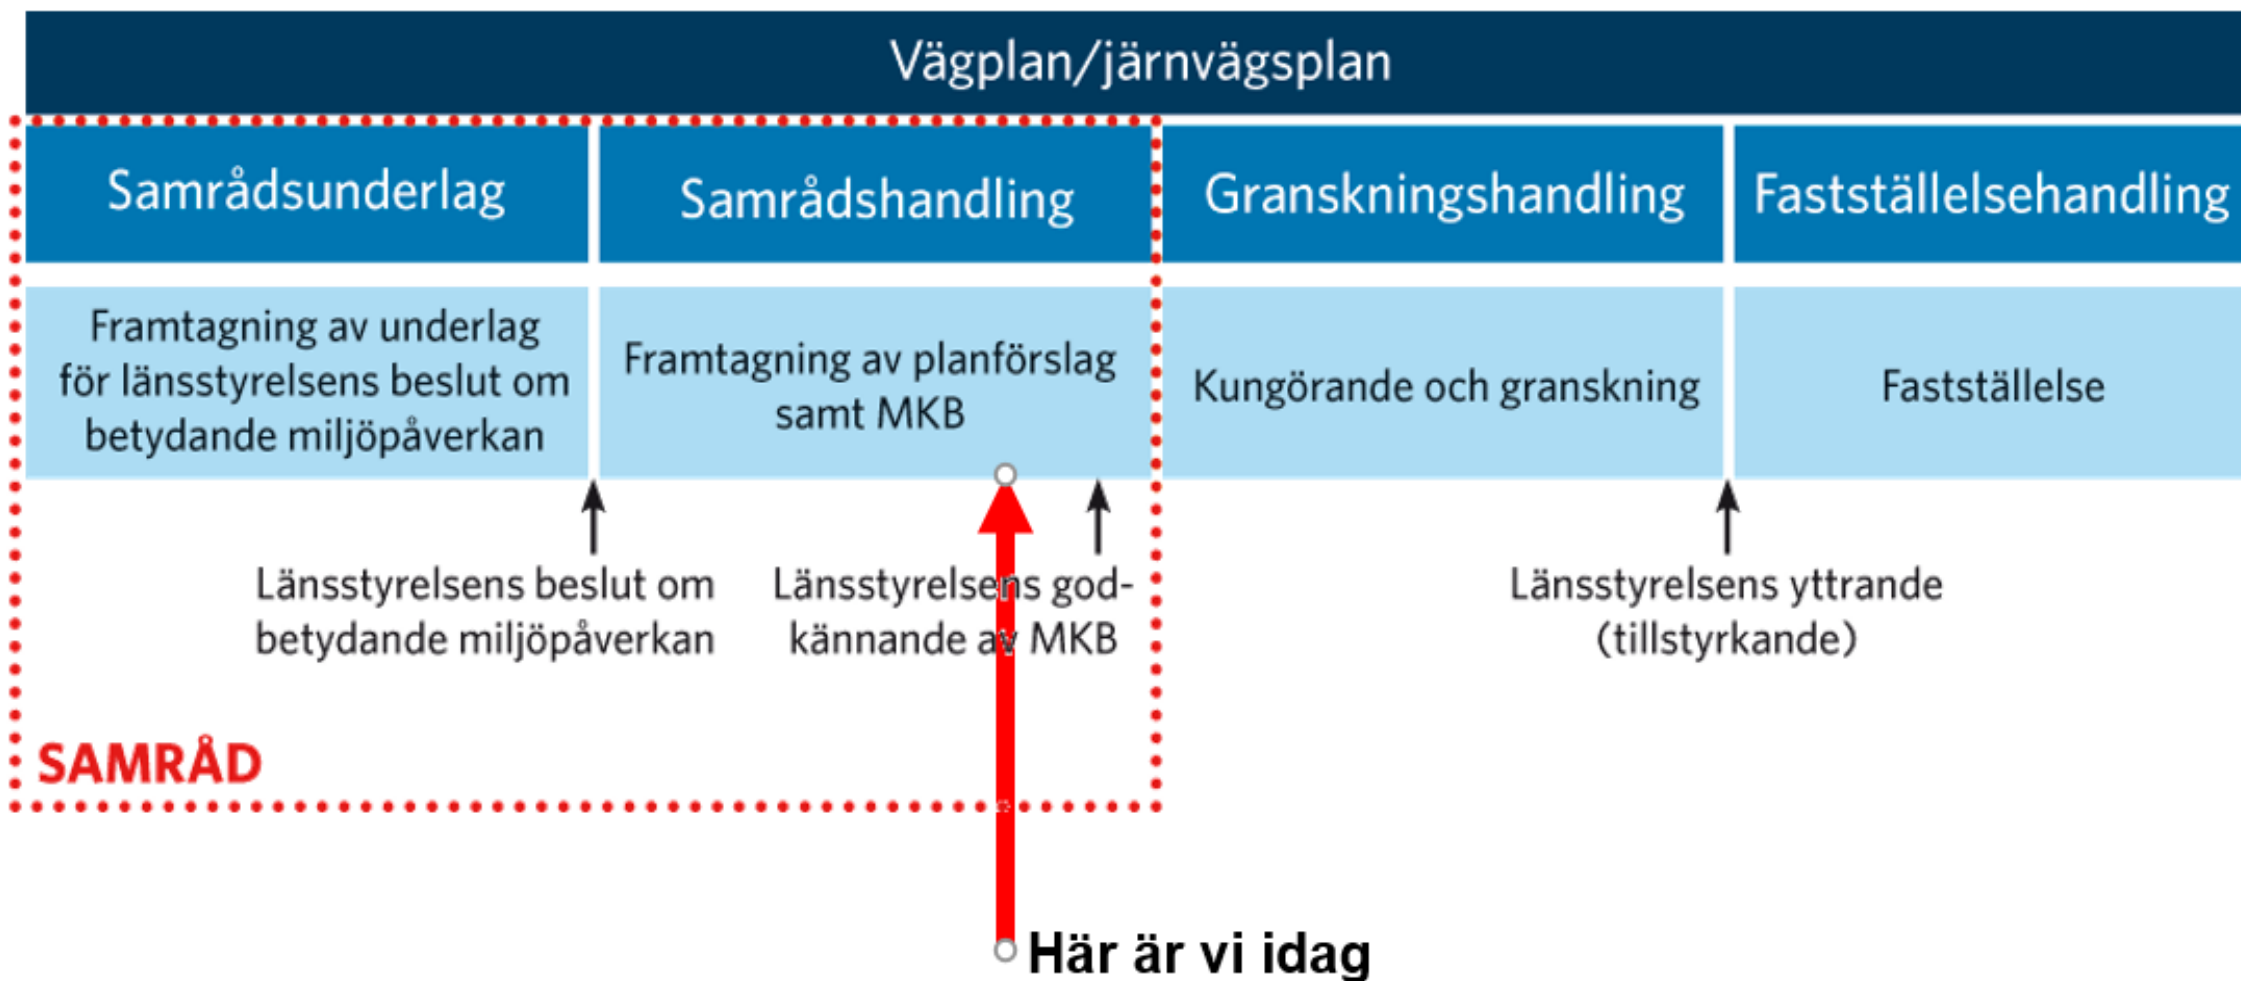 Vägplan/järnvägsplan
Samrådsunderlag
Samrådshandling
Granskningshandling
Fastställelsehandling
Framtagning av underlag
för länsstyrelsens beslut om
betydande miljöpåverkan
Framtagning av planförslag
samt MKB
Kungörande och granskning
Fastställelse
Länsstyrelsens beslut om
betydande miljöpåverkan
Länsstyrelsens god-
kännande av MKB
Länsstyrelsens yttrande
(tillstyrkande)
SAMRÅD
Här är vi idag